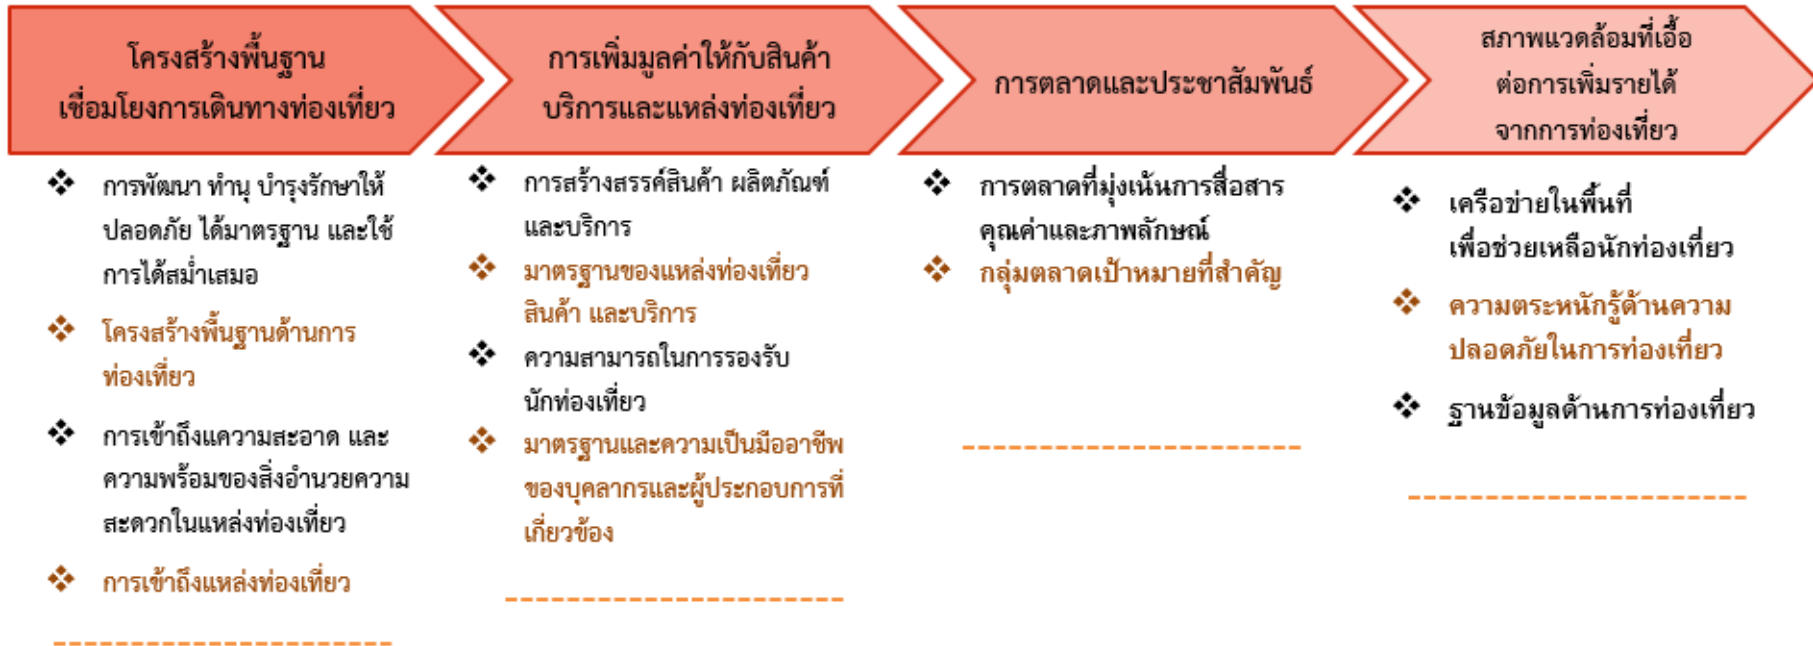 โครงสร้างพื้นฐาน
เชื่อมโยงการเดินทางท่องเที่ยว
การพัฒนา ทำนุ บำรุงรักษาให้
ปลอดภัย ได้มาตรฐาน และใช้
การได้สม่ำเสมอ
โครงสร้างพื้นฐานด้านการ
ท่องเที่ยว
การเข้าถึงแความสะอาด และ
ความพร้อมของสิ่งอำนวยความ
สะดวกในแหล่งท่องเที่ยว
การเข้าถึงแหล่งท่องเที่ยว
การเพิ่มมูลค่าให้กับสินค้า
บริการและแหล่งท่องเที่ยว
การสร้างสรรค์สินค้า ผลิตภัณฑ์
และบริการ
มาตรฐานของแหล่งท่องเที่ยว
สินค้า และบริการ
ความสามารถในการรองรับ
นักท่องเที่ยว
มาตรฐานและความเป็นมืออาชีพ
ของบุคลากรและผู้ประกอบการที่
เกี่ยวข้อง
การตลาดและประชาสัมพันธ์
การตลาดที่มุ่งเน้นการสื่อสาร
คุณค่าและภาพลักษณ์
กลุ่มตลาดเป้าหมายที่สำคัญ
สภาพแวดล้อมที่เอื้อ
ต่อการเพิ่มรายได้
จากการท่องเที่ยว
เครือข่ายในพื้นที่
เพื่อช่วยเหลือนักท่องเที่ยว
ความตระหนักรู้ด้านความ
ปลอดภัยในการท่องเที่ยว
ฐานข้อมูลด้านการท่องเที่ยว